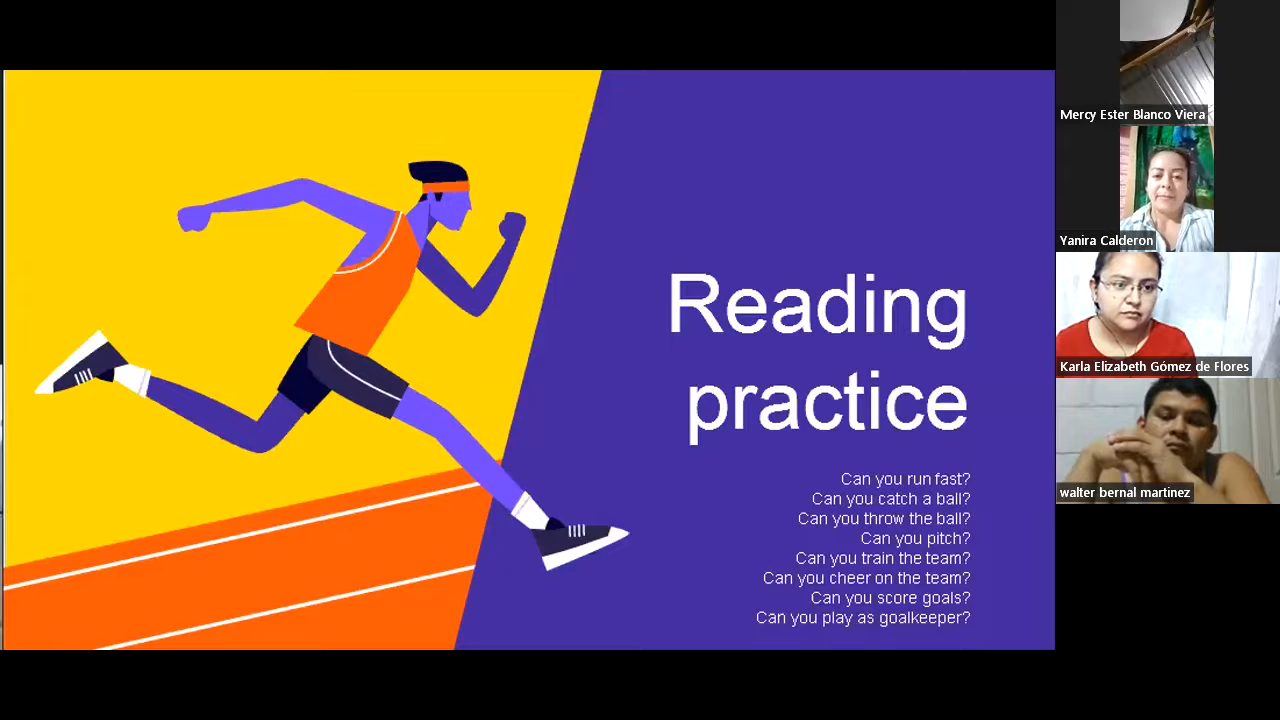 Reading
practice
Can you run fast?
Can you catch a ball?
Can you throw the ball?
Can you pitch?
Can you train the team?
Can you cheer on the team?
Can you score goals?
Can you play as goalkeeper?
Mercy Ester Blanco Viera
Yanira Calderon
Karla Elizabeth Gómez de Flores
walter bernal martinez